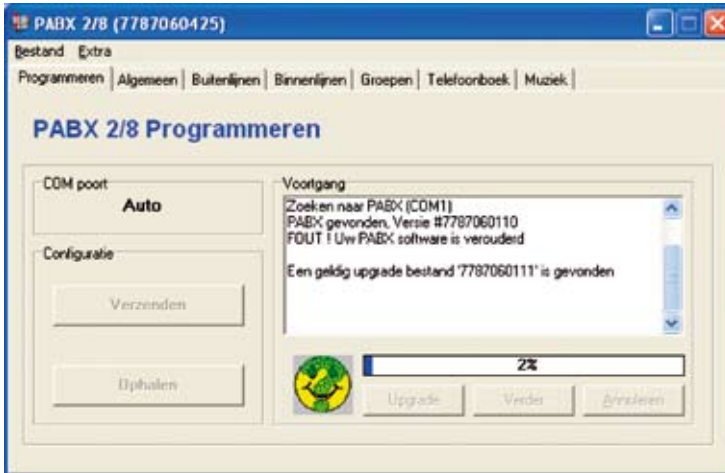 PABX 2/8 (7787060425)
Bestand Extra
Programmeren Algemeen Buitenlijnen Binnenlijnen Groepen Telefoonboek Muziek
PABX 2/8 Programmeren
COM poort
Auto
Configuratie
Verzenden
Ophalen
Voortgang
Zoeken naar PABX (COM1)
PABX gevonden, Versie #7787060110
FOUT ! Uw PABX software is verouderd
Een geldig upgrade bestand '7787060111' is gevonden
2%
Upgrade Verder Annuleren